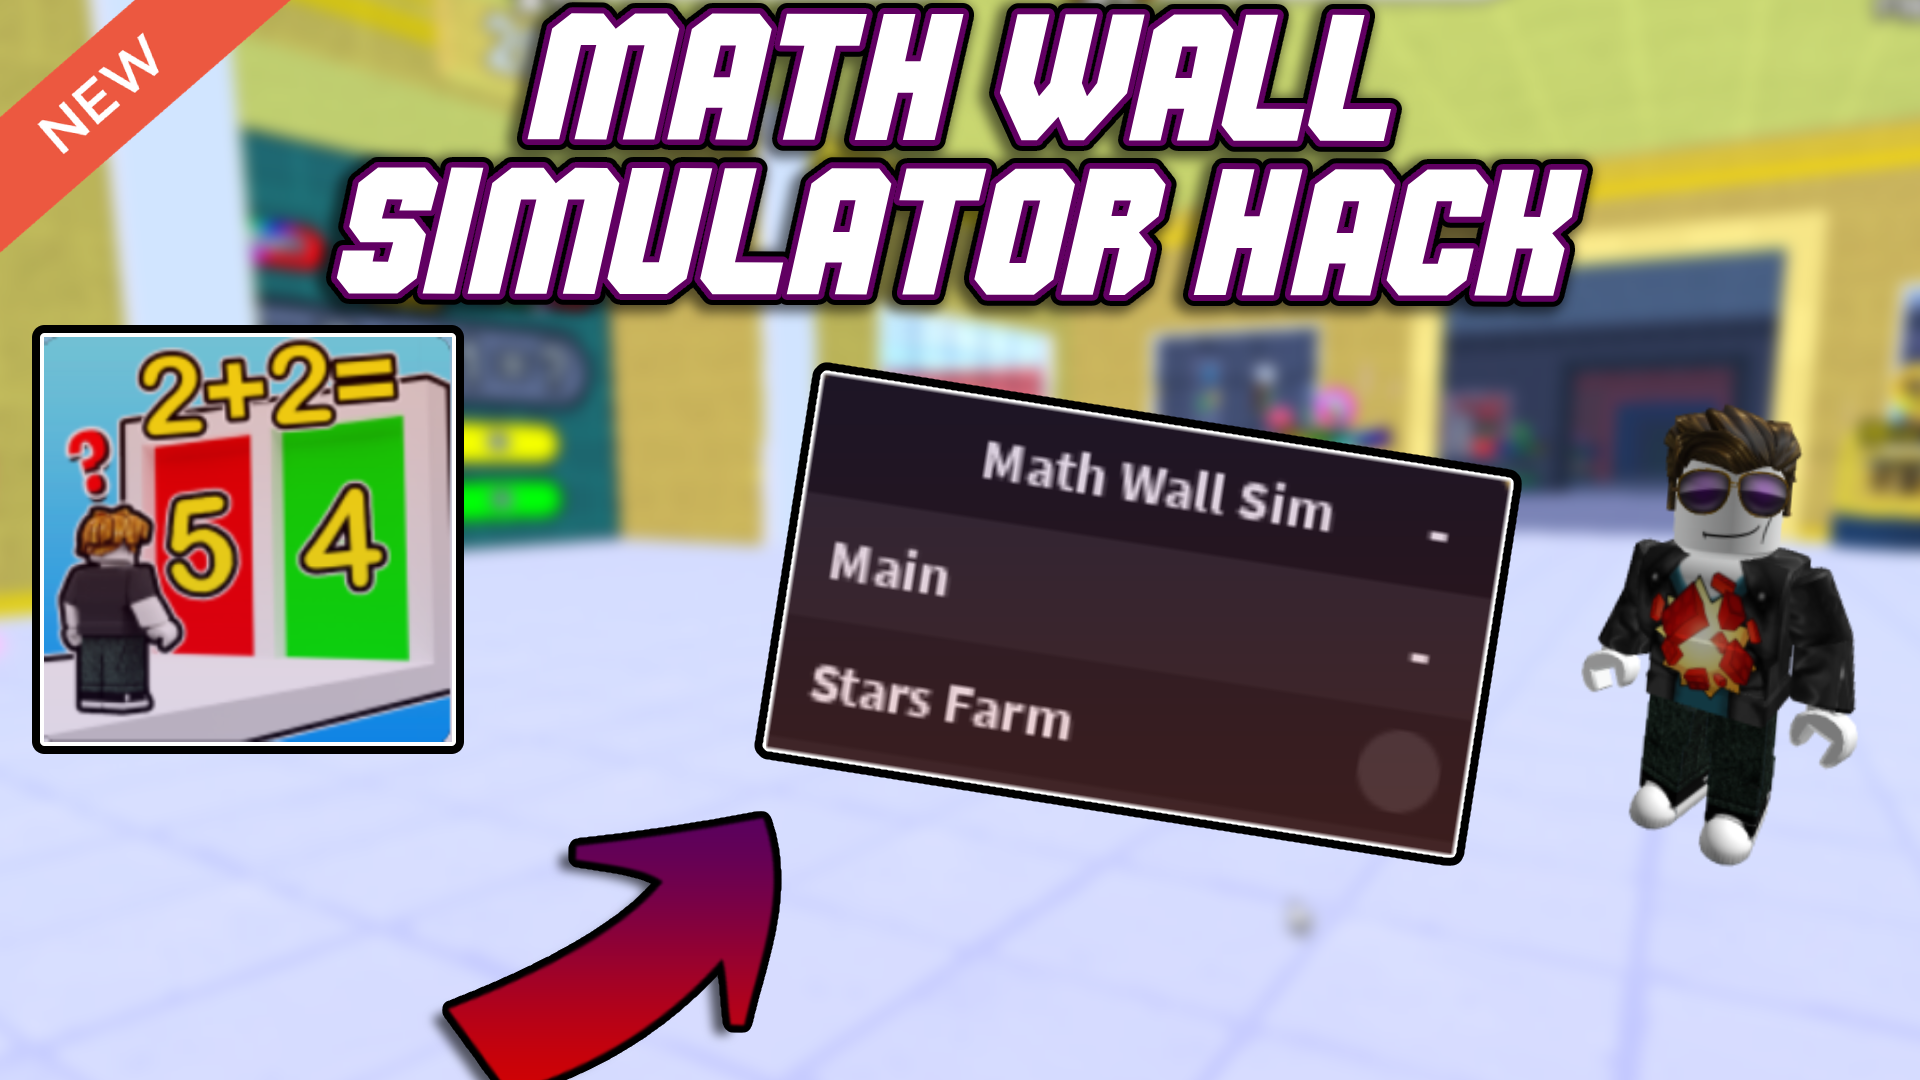 NEW
MATH WALL
SIMULATOR HACK
2+2=
?
5 4
Math Wall Sim -
Main -
Stars Farm